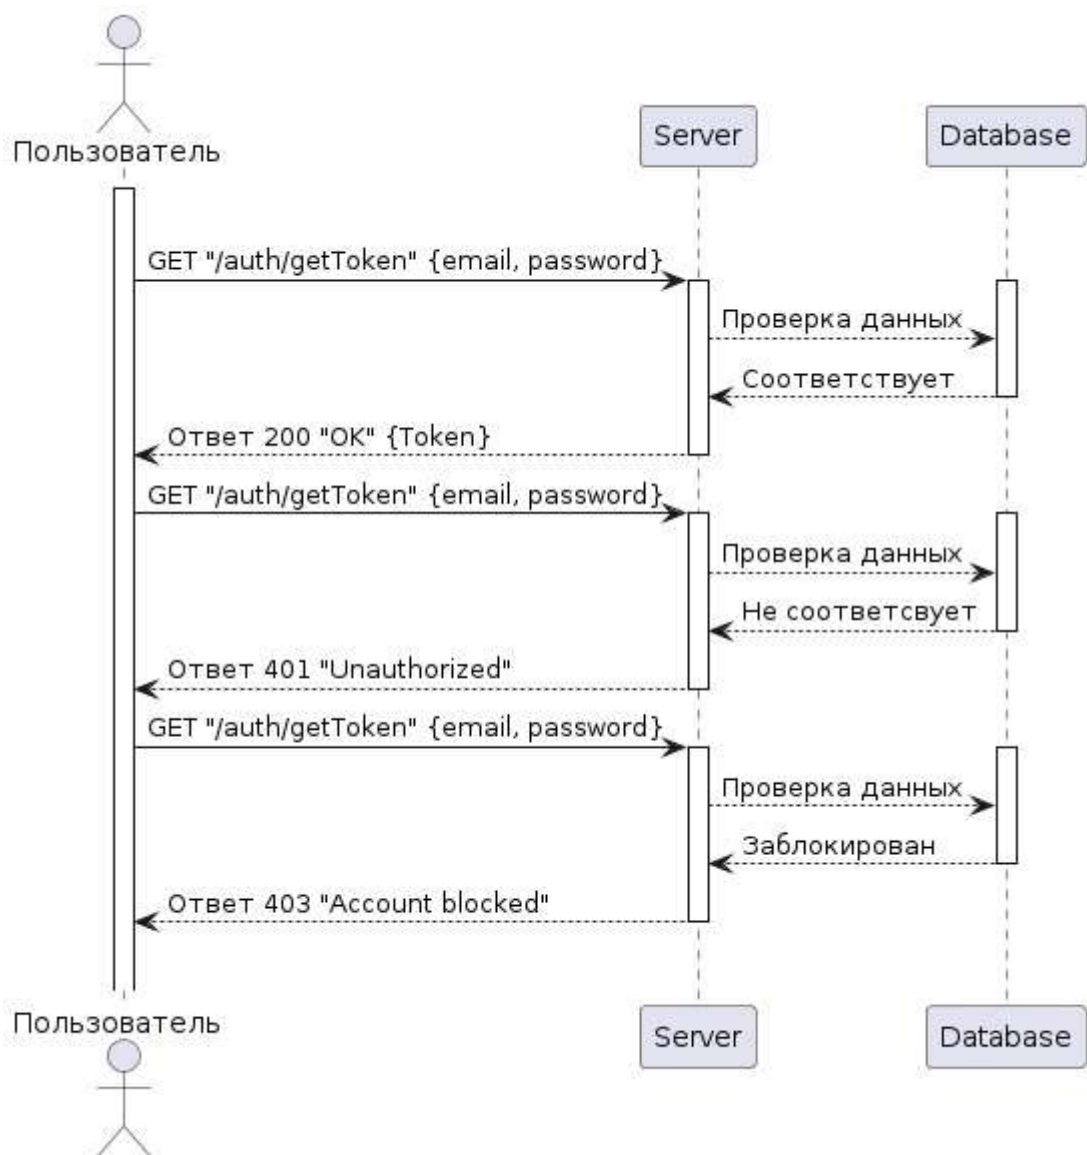 Пользователь
Server
Database
GET "/auth/getToken" {email, password}
Проверка данных
Соответствует
Ответ 200 "OK" {Token}
GET "/auth/getToken" {email, password}
Проверка данных
Не соответсвует
Ответ 401 "Unauthorized"
GET "/auth/getToken" {email, password}
Проверка данных
Заблокирован
Ответ 403 "Account blocked"
Пользователь
Server
Database